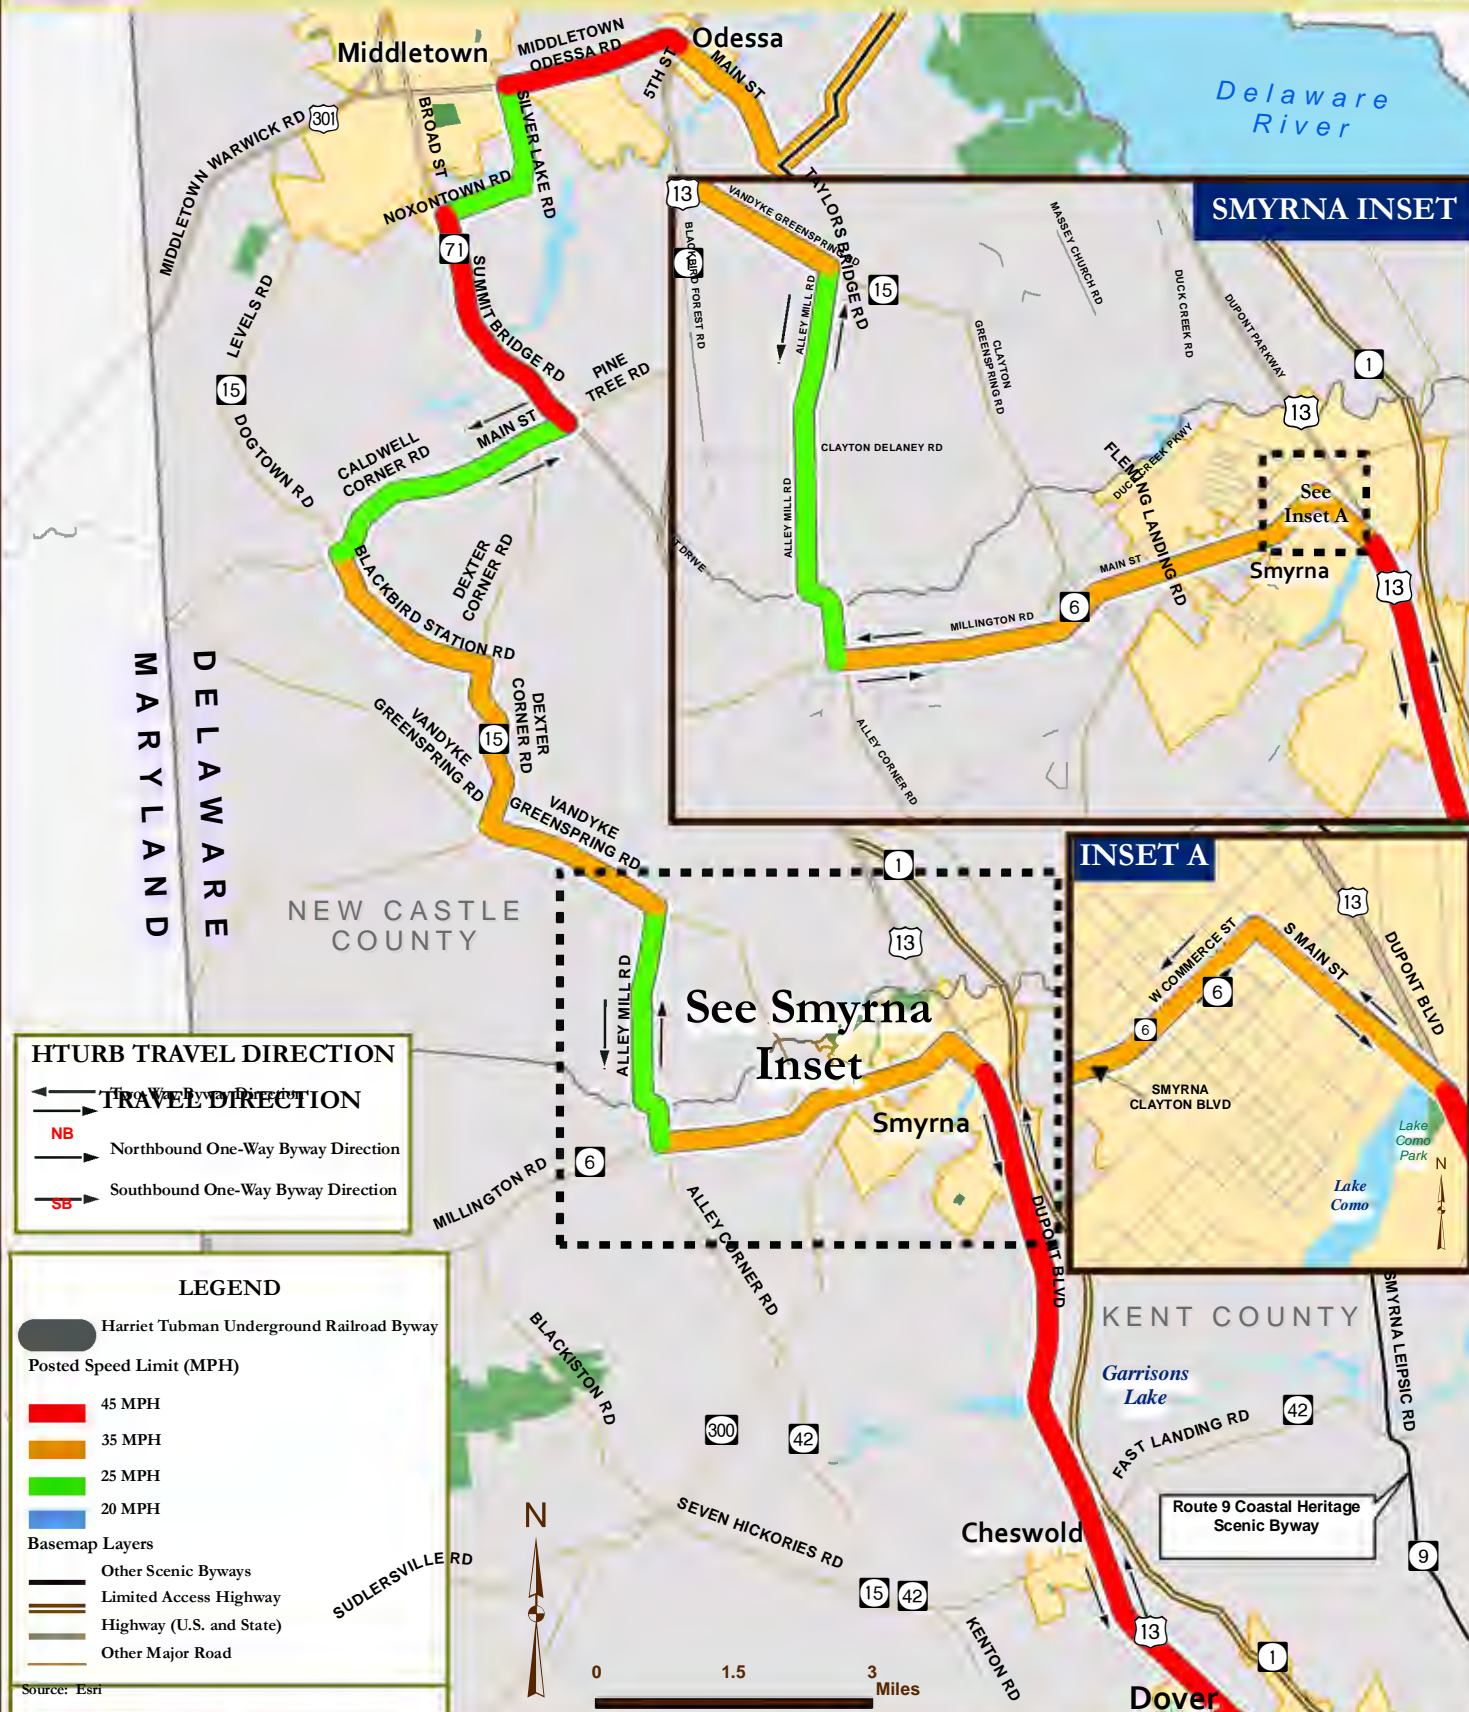 Middletown
MIDDLETOWN
ODESSA RD
Odessa
5TH ST
MAIN ST
Delaware
River
MIDDLETOWN WARWICK RD
301
BROAD ST
SILVER LAKE RD
NOXONTOWN RD
71
SUMMIT BRIDGE RD
TAYLORS BRIDGE RD
LEVELS RD
15
DOGTOWN RD
PINE
TREE RD
MAIN ST
CALDWELL
CORNER RD
BLACKBIRD STATION RD
DEXTER
CORNER RD
DEXTER
CORNER RD
15
VANDYKE
GREENSPRING RD
VANDYKE
GREENSPRING RD
MARYLAND
DELAWARE
NEW CASTLE
COUNTY
SMYRNA INSET
13
VANDYKE GREENSPRING RD
BLACKBIRD FOREST RD
1
ALLEY MILL RD
15
MASSEY CHURCH RD
DUCK CREEK RD
DUPONT PARKWAY
1
CLAYTON
GREENSPRING RD
13
CLAYTON DELANEY RD
DUCK CREEK PKWY
FLEMING LANDING RD
See
Inset A
ALLEY MILL RD
T DRIVE
MAIN ST
Smyrna
13
6
MILLINGTON RD
ALLEY CORNER RD
INSET A
13
DUPONT BLVD
W COMMERCE ST
S MAIN ST
6
6
SMYRNA
CLAYTON BLVD
Lake
Como
Park
N
Lake
Como
1
13
See Smyrna
Inset
ALLEY MILL RD
Smyrna
6
MILLINGTON RD
ALLEY CORNER RD
DUPONT BLVD
HTURB TRAVEL DIRECTION
Two-Way Byway Direction
TRAVEL DIRECTION
NB
Northbound One-Way Byway Direction
Southbound One-Way Byway Direction
SB
LEGEND
Harriet Tubman Underground Railroad Byway
Posted Speed Limit (MPH)
45 MPH
35 MPH
25 MPH
20 MPH
Basemap Layers
Other Scenic Byways
Limited Access Highway
Highway (U.S. and State)
Other Major Road
Source: Esri
KENT COUNTY
SMYRNA LEIPSIC RD
Garrisons
Lake
BLACKISTON RD
300
42
42
FAST LANDING RD
Route 9 Coastal Heritage
Scenic Byway
9
SEVEN HICKORIES RD
SUDLERSVILLE RD
N
Cheswold
15
42
KENTON RD
13
1
Dover
0
1.5
3
Miles